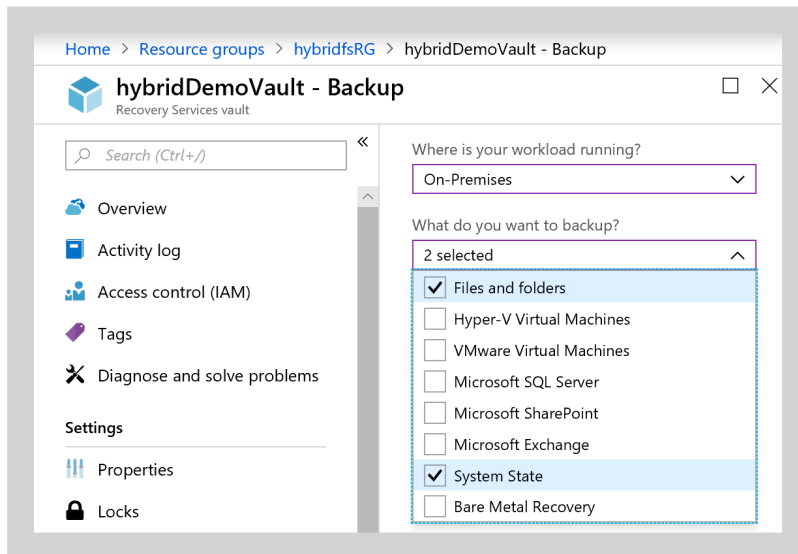 Home > Resource groups > hybridfsRG > hybridDemoVault - Backup
hybridDemoVault - Backup
Recovery Services vault
Search (Ctrl+/)
«
Overview
Activity log
Access control (IAM)
Tags
Diagnose and solve problems
Settings
Properties
Locks
Where is your workload running?
On-Premises
What do you want to backup?
2 selected
Files and folders
Hyper-V Virtual Machines
VMware Virtual Machines
Microsoft SQL Server
Microsoft SharePoint
Microsoft Exchange
System State
Bare Metal Recovery